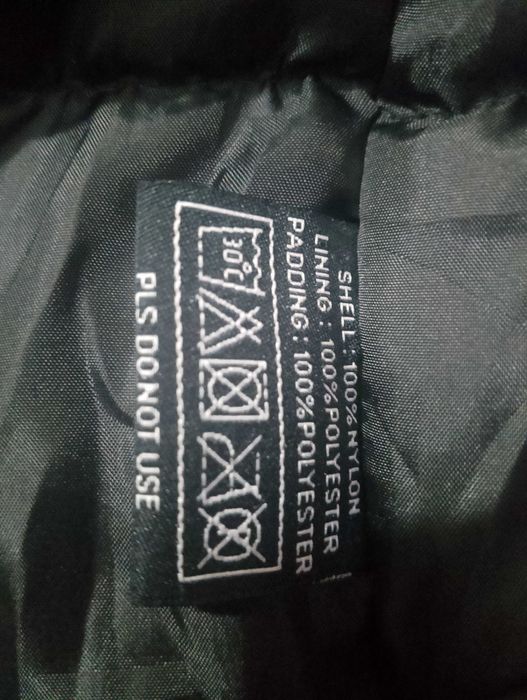 SHELL : 100% NYLON
LINING : 100% POLYESTER
PADDING : 100%POLYESTER
30℃
PLS DO NOT USE